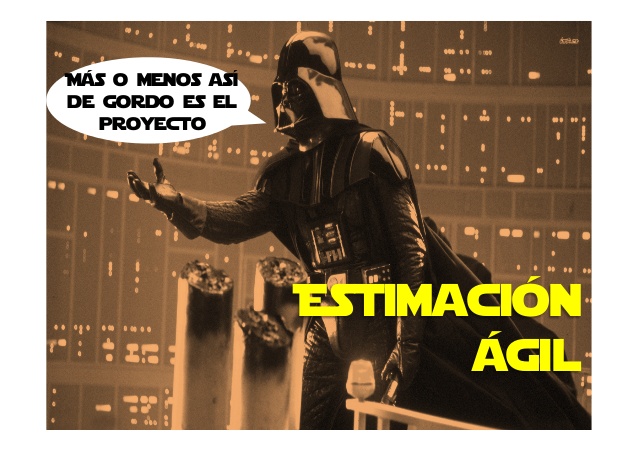 MÁS O MENOS ASÍ
DE GORDO ES EL
PROYECTO
ESTIMACIÓN
ÁGIL